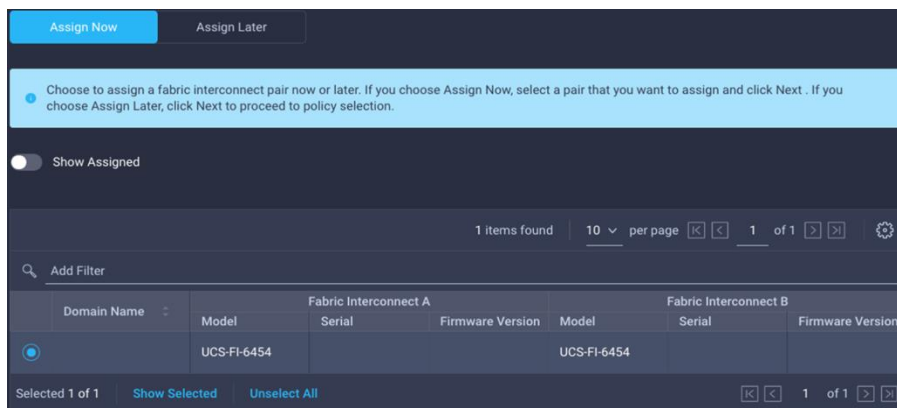 Assign Now Assign Later
Choose to assign a fabric interconnect pair now or later. If you choose Assign Now, select a pair that you want to assign and click Next . If you
choose Assign Later, click Next to proceed to policy selection.
Show Assigned
1 items found 10 per page 1 of 1
Add Filter
Domain Name Fabric Interconnect A Fabric Interconnect B
Model Serial Firmware Version Model Serial Firmware Version
UCS-FI-6454 UCS-FI-6454
Selected 1 of 1 Show Selected Unselect All 1 of 1